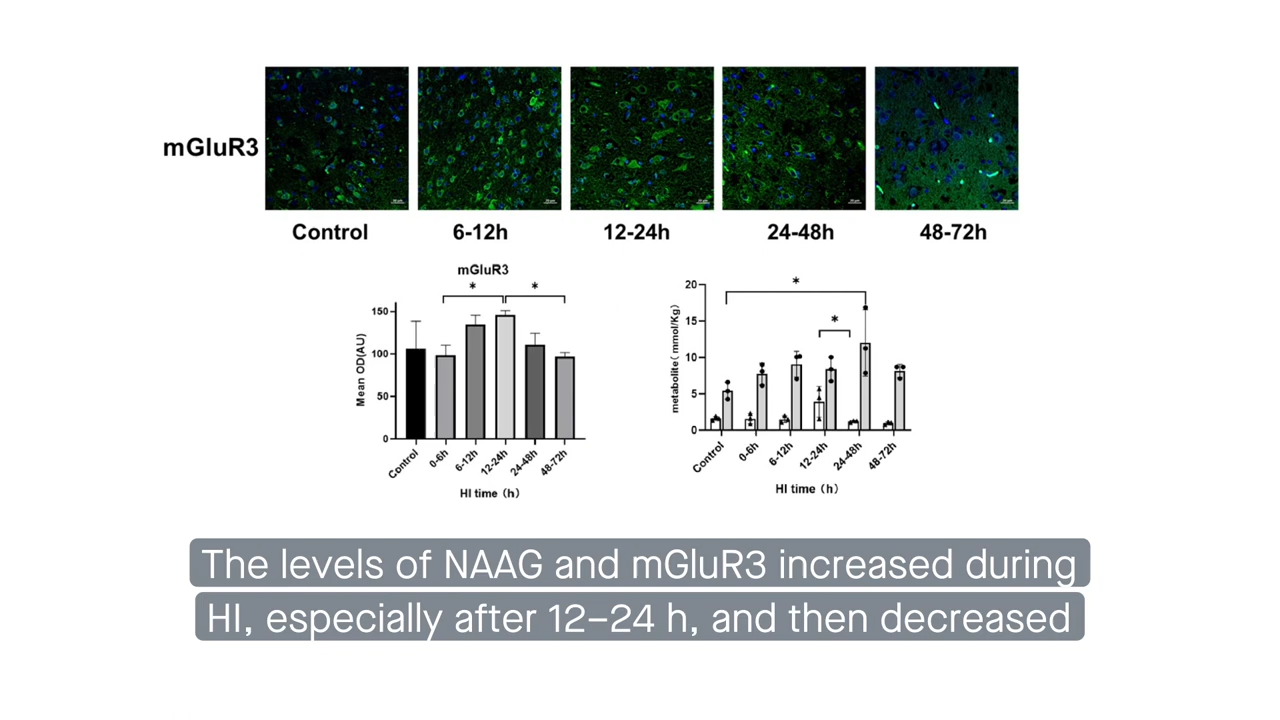 mGluR3
Control 6-12h 12-24h 24-48h 48-72h
mGluR3
* *
Mean OD(AU)
150
100
50
0
Control 0-6h 6-12h 12-24h 24-48h 48-72h
HI time (h)
*
*
metabolite( mmol/Kg)
20
15
10
5
0
Control 0-6h 6-12h 12-24h 24-48h 48-72h
HI time (h)
The levels of NAAG and mGluR3 increased during
HI, especially after 12–24 h, and then decreased